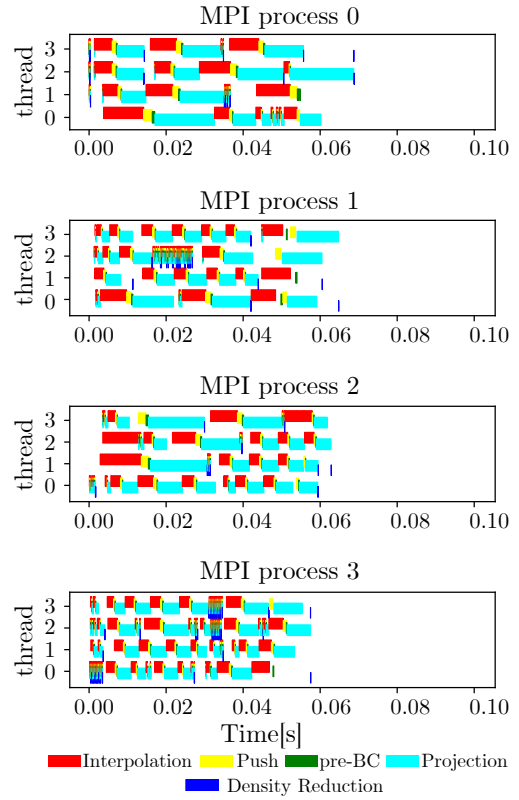 MPI process 0
thread
3
2
1
0
0.00 0.02 0.04 0.06 0.08 0.10
MPI process 1
thread
3
2
1
0
0.00 0.02 0.04 0.06 0.08 0.10
MPI process 2
thread
3
2
1
0
0.00 0.02 0.04 0.06 0.08 0.10
MPI process 3
thread
3
2
1
0
0.00 0.02 0.04 0.06 0.08 0.10
Time[s]
Interpolation Push pre-BC Projection
Density Reduction